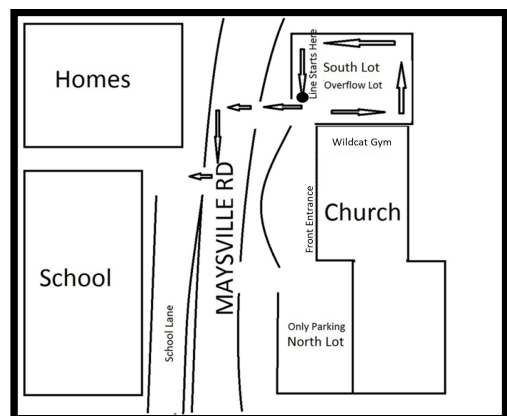 Homes
Line Starts Here
South Lot
Overflow Lot
Wildcat Gym
MAYSVILLE RD
Front Entrance
Church
School
School Lane
Only Parking
North Lot